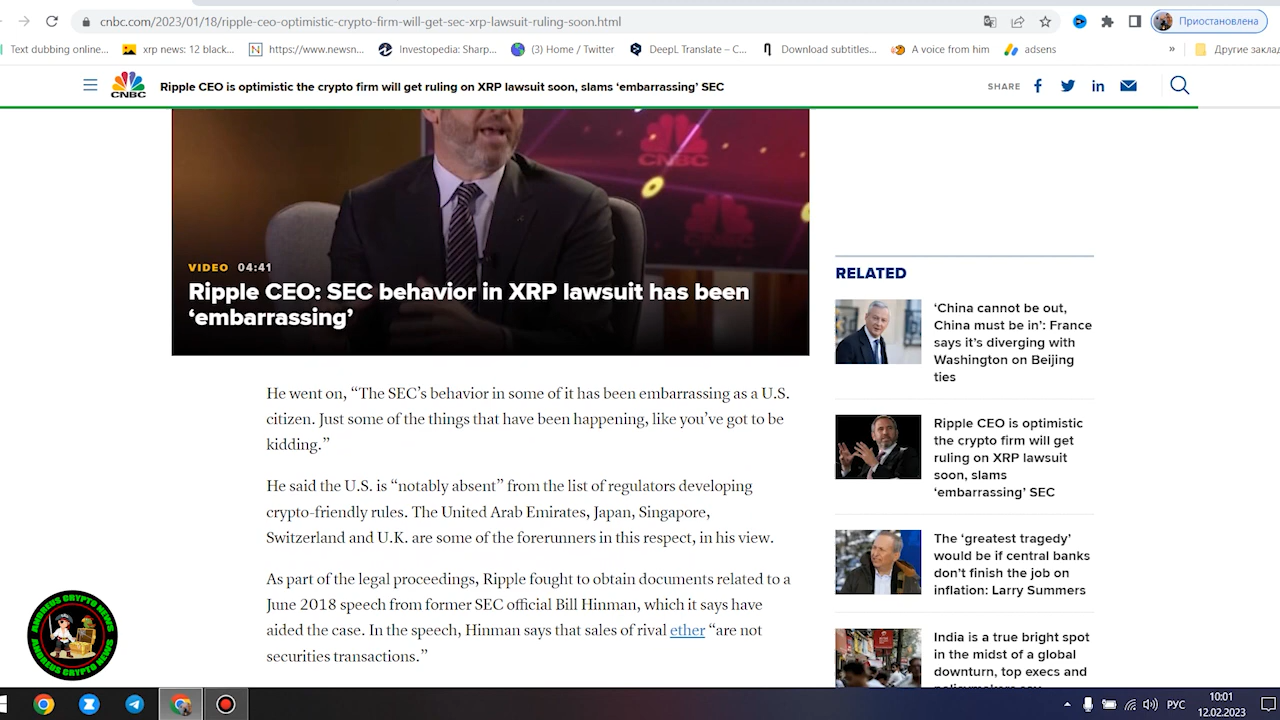 cnbc.com/2023/01/18/ripple-ceo-optimistic-crypto-firm-will-get-sec-xrp-lawsuit-ruling-soon.html
Приостановлена
Text dubbing online...
xrp news: 12 black...
https://www.newsn...
Investopedia: Sharp...
(3) Home / Twitter
DeepL Translate – C...
Download subtitles...
A voice from him
adsens
»
Другие закла
CNBC
Ripple CEO is optimistic the crypto firm will get ruling on XRP lawsuit soon, slams ‘embarrassing’ SEC
SHARE
CNBC
VIDEO 04:41
Ripple CEO: SEC behavior in XRP lawsuit has been
‘embarrassing’
He went on, “The SEC’s behavior in some of it has been embarrassing as a U.S.
citizen. Just some of the things that have been happening, like you’ve got to be
kidding.”
He said the U.S. is “notably absent” from the list of regulators developing
crypto-friendly rules. The United Arab Emirates, Japan, Singapore,
Switzerland and U.K. are some of the forerunners in this respect, in his view.
As part of the legal proceedings, Ripple fought to obtain documents related to a
June 2018 speech from former SEC official Bill Hinman, which it says have
aided the case. In the speech, Hinman says that sales of rival ether “are not
securities transactions.”
RELATED
‘China cannot be out,
China must be in’: France
says it’s diverging with
Washington on Beijing
ties
Ripple CEO is optimistic
the crypto firm will get
ruling on XRP lawsuit
soon, slams
‘embarrassing’ SEC
The ‘greatest tragedy’
would be if central banks
don’t finish the job on
inflation: Larry Summers
India is a true bright spot
in the midst of a global
downturn, top execs and
ANDREUS CRYPTO NEWS
ANDREUS CRYPTO NEWS
РУС
10:01
12.02.2023